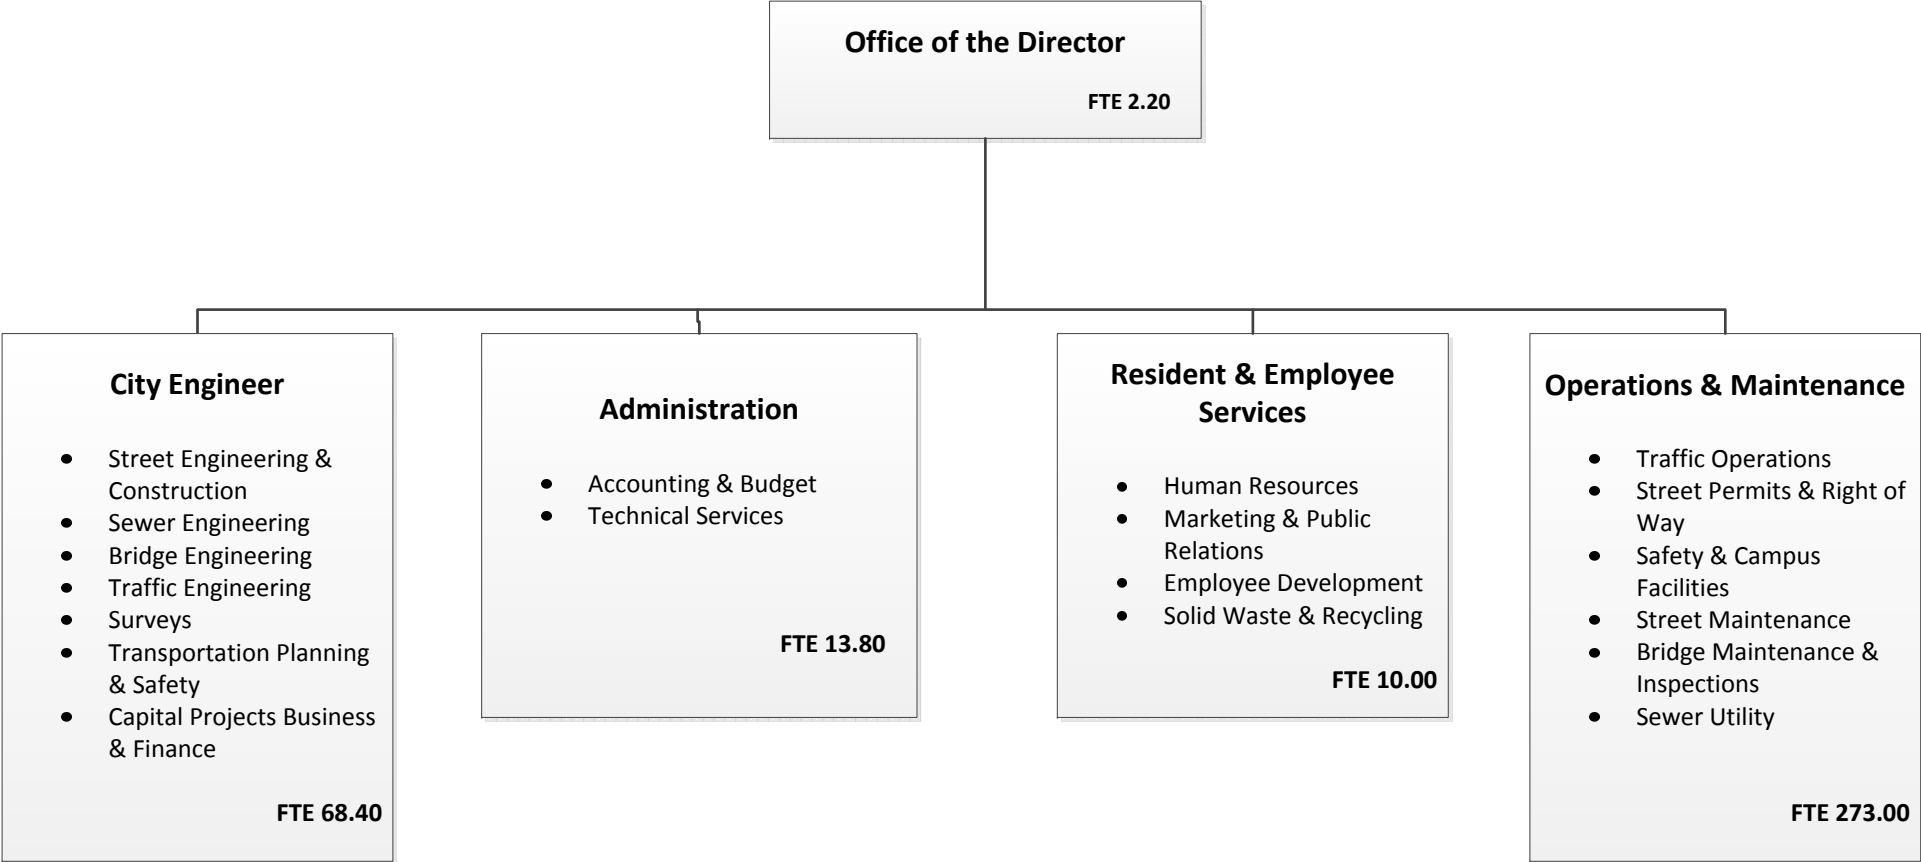 Office of the Director
FTE 2.20
City Engineer
• Street Engineering &
Construction
• Sewer Engineering
• Bridge Engineering
• Traffic Engineering
• Surveys
• Transportation Planning
& Safety
• Capital Projects Business
& Finance
FTE 68.40
Administration
• Accounting & Budget
• Technical Services
FTE 13.80
Resident & Employee
Services
• Human Resources
• Marketing & Public
Relations
• Employee Development
• Solid Waste & Recycling
FTE 10.00
Operations & Maintenance
• Traffic Operations
• Street Permits & Right of
Way
• Safety & Campus
Facilities
• Street Maintenance
• Bridge Maintenance &
Inspections
• Sewer Utility
FTE 273.00